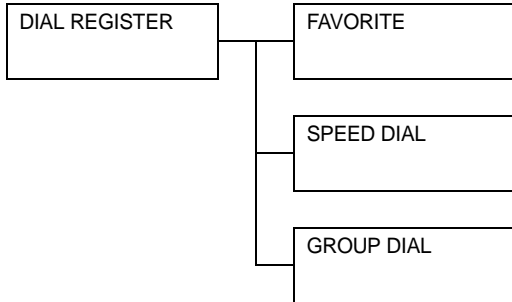 DIAL REGISTER
FAVORITE
SPEED DIAL
GROUP DIAL